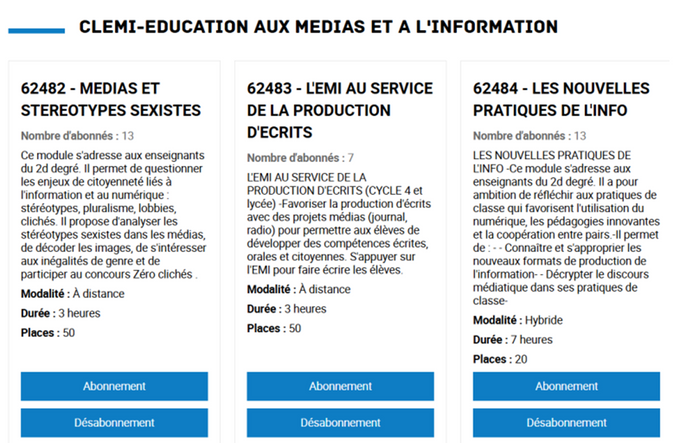 CLEMI-EDUCATION AUX MEDIAS ET A L'INFORMATION
62482 - MEDIAS ET
STEREOTYPES SEXISTES
Nombre d'abonnés : 13
Ce module s'adresse aux enseignants
du 2d degré. Il permet de questionner
les enjeux de citoyenneté liés à
l'information et au numérique :
stéréotypes, pluralisme, lobbies,
clichés. Il propose d'analyser les
stéréotypes sexistes dans les médias,
de décoder les images, de s'intéresser
aux inégalités de genre et de
participer au concours Zéro clichés .
Modalité : À distance
Durée : 3 heures
Places : 50
Abonnement
Désabonnement
62483 - L'EMI AU SERVICE
DE LA PRODUCTION
D'ECRITS
Nombre d'abonnés : 7
L'EMI AU SERVICE DE LA
PRODUCTION D'ECRITS (CYCLE 4 et
lycée) -Favoriser la production d'écrits
avec des projets médias (journal,
radio) pour permettre aux élèves de
développer des compétences écrites,
orales et citoyennes. S'appuyer sur
l'EMI pour faire écrire les élèves.
Modalité : À distance
Durée : 3 heures
Places : 50
Abonnement
Désabonnement
62484 - LES NOUVELLES
PRATIQUES DE L'INFO
Nombre d'abonnés : 13
LES NOUVELLES PRATIQUES DE
L'INFO -Ce module s'adresse aux
enseignants du 2d degré. Il a pour
ambition de réfléchir aux pratiques de
classe qui favorisent l'utilisation du
numérique, les pédagogies innovantes
et la coopération entre pairs.-Il permet
de : - - Connaître et s'approprier les
nouveaux formats de production de
l'information- - Décrypter le discours
médiatique dans ses pratiques de
classe-
Modalité : Hybride
Durée : 7 heures
Places : 20
Abonnement
Désabonnement